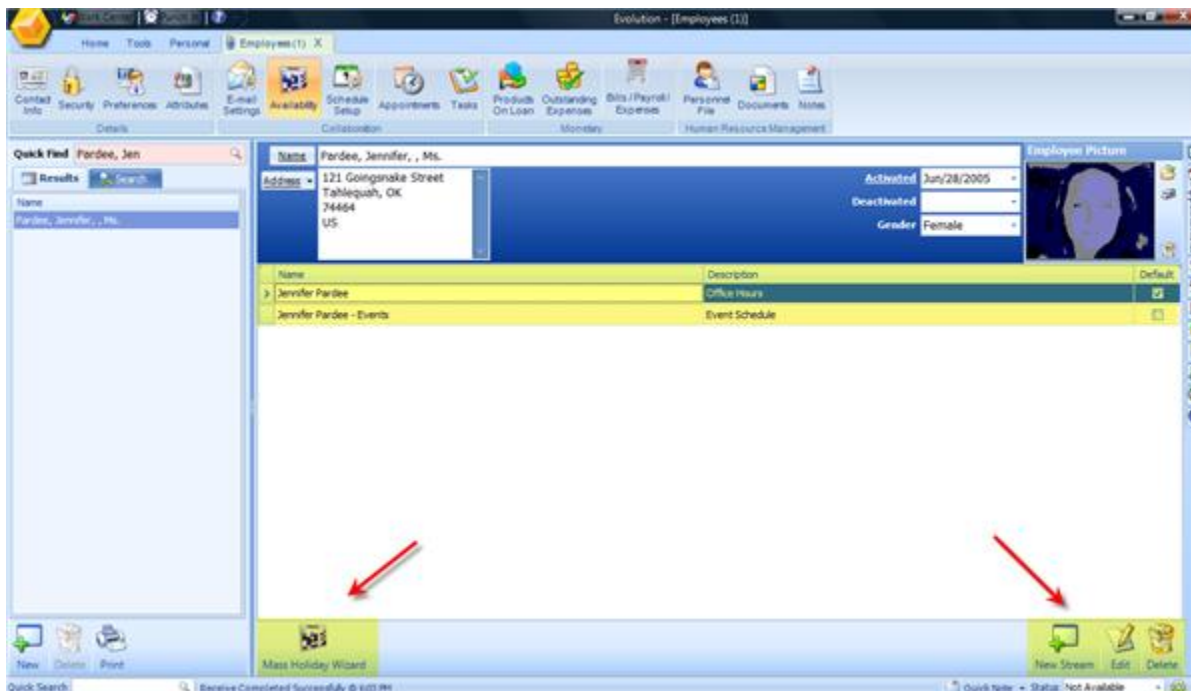 Evolution - [Employees (1)]
Home Tools Personal Employees (1) X
Contact Info Security Preferences Attributes E-mail Settings Availability Schedule Setup Appointments Tasks Products On Loan Outstanding Expenses Bills / Payroll / Expenses Personnel File Documents Notes
Details Collaboration Monetary Human Resource Management
Quick Find Pardee, Jen
Results Search
Name
Pardee, Jennifer, , Ms.
Name Pardee, Jennifer, , Ms.
Address 121 Goingsnake Street
Tahlequah, OK
74464
US
Activated Jun/28/2005
Deactivated
Gender Female
Employee Picture
Name Description Default
Jennifer Pardee Office Hours
Jennifer Pardee - Events Event Schedule
New Delete Print
Mass Holiday Wizard
New Stream Edit Delete
Quick Search Receive Completed Successfully @ 6:03 PM Quick Note Status: Not Available